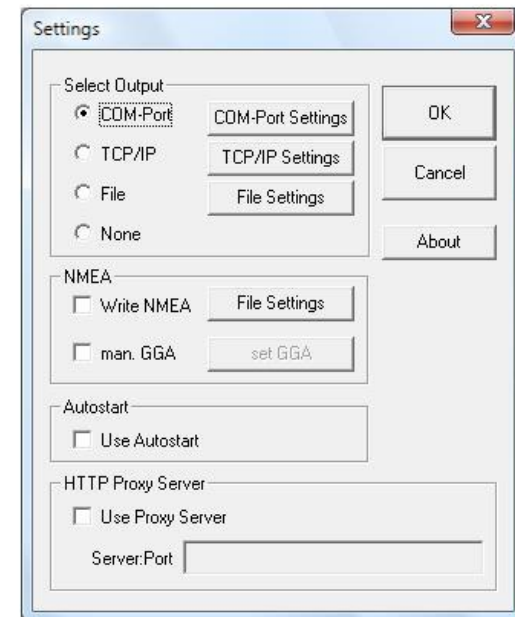 Settings
Select Output
COM-Port
COM-Port Settings
TCP/IP
TCP/IP Settings
File
File Settings
None
OK
Cancel
About
NMEA
Write NMEA
File Settings
man. GGA
set GGA
Autostart
Use Autostart
HTTP Proxy Server
Use Proxy Server
Server:Port